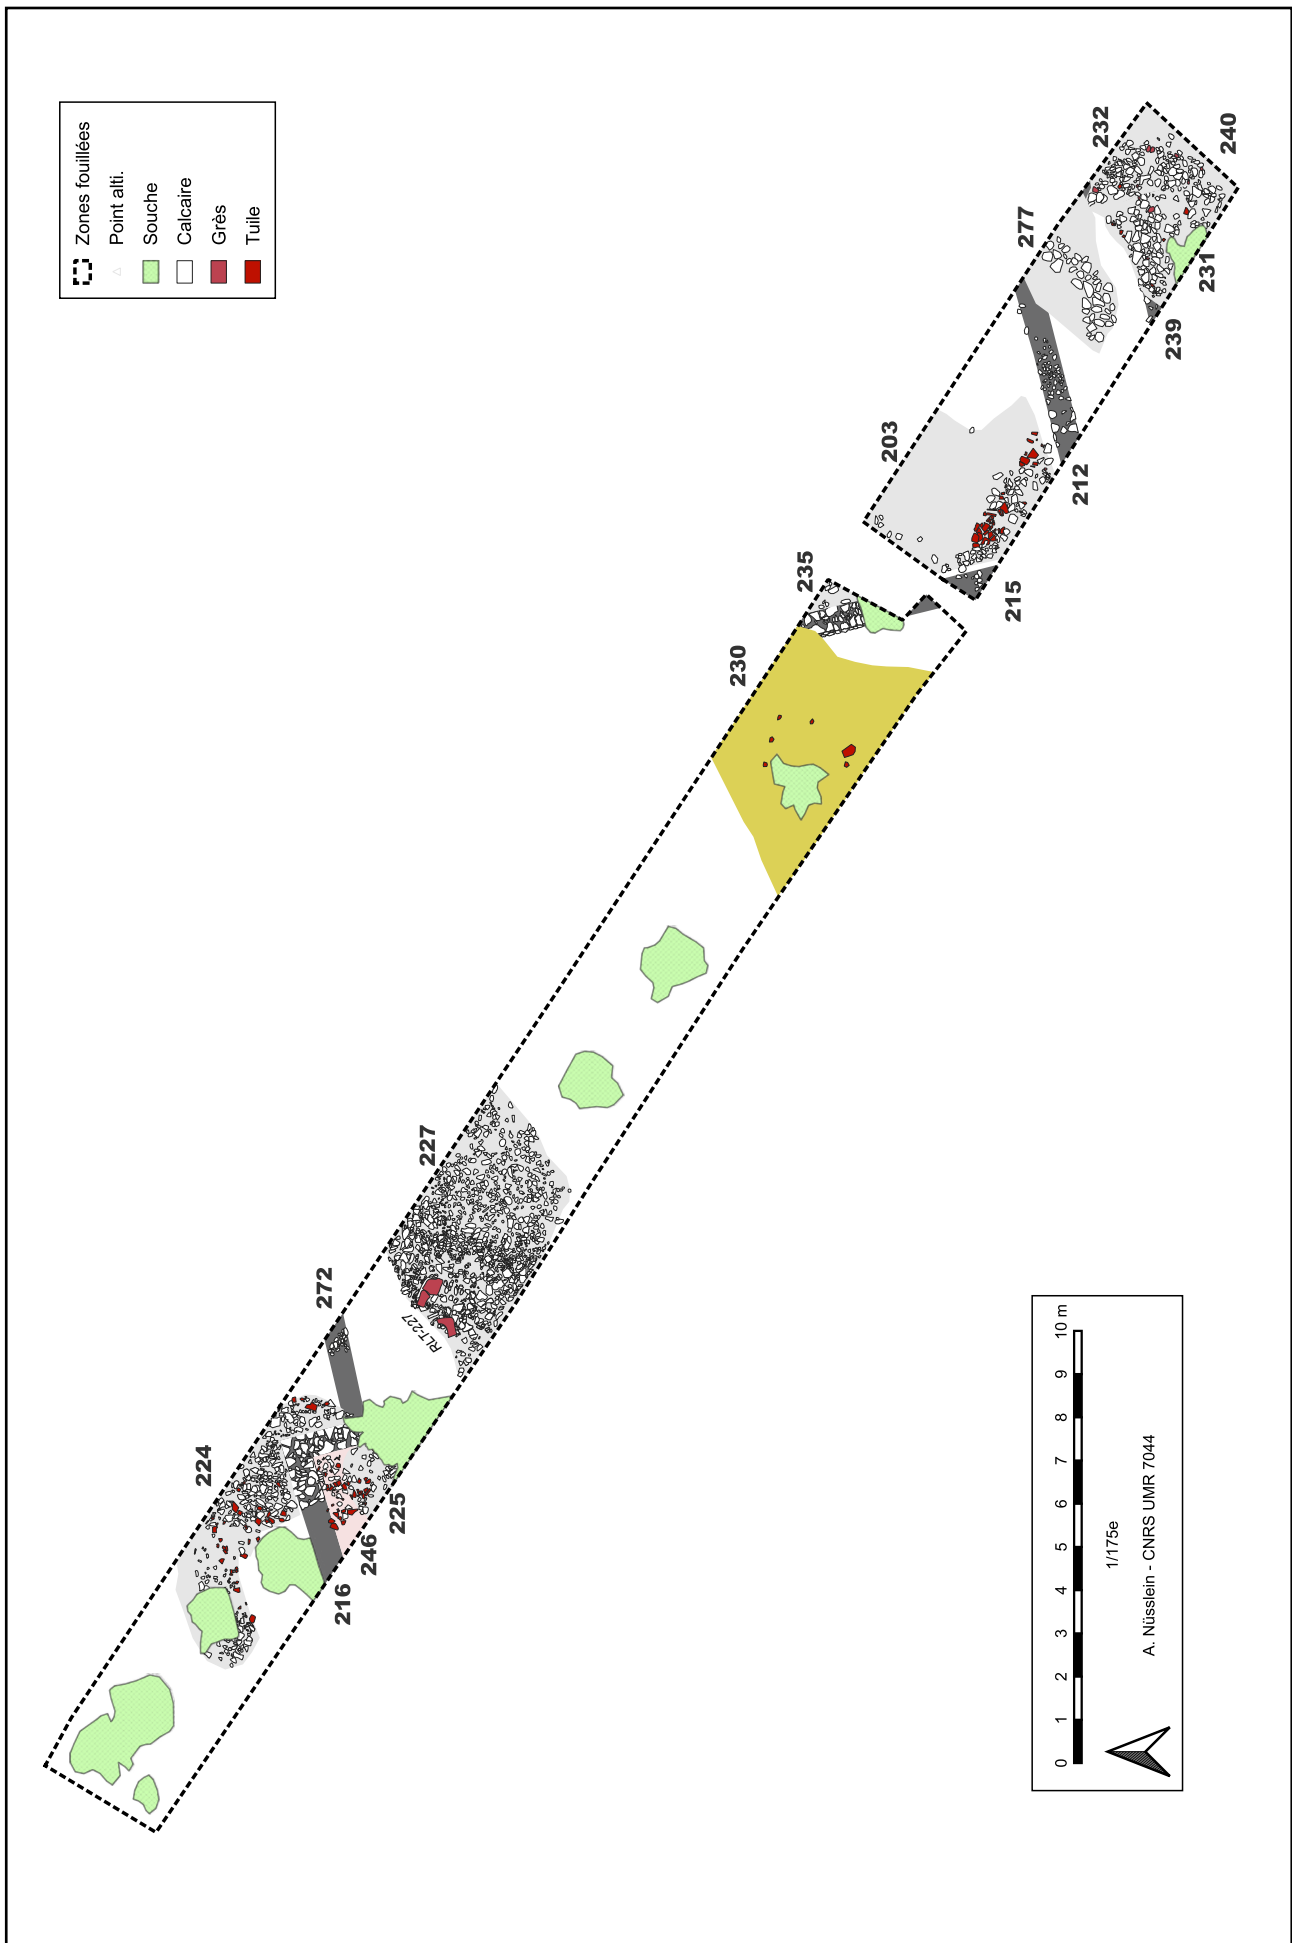 Zones fouillées
Point alti.
Souche
Calcaire
Grès
Tuile
232
240
277
231
239
203
212
215
235
230
227
RLT-227
272
224
225
246
216
0 1 2 3 4 5 6 7 8 9 10 m
1/175e
A. Nüsslein - CNRS UMR 7044